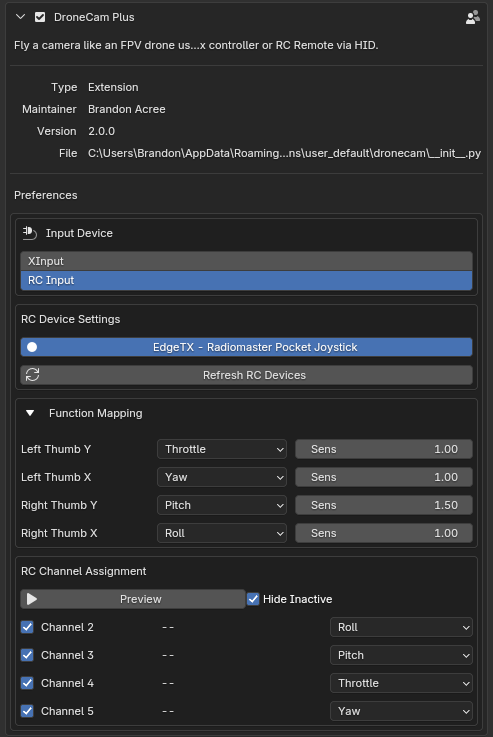 DroneCam Plus
Fly a camera like an FPV drone us...x controller or RC Remote via HID.
Type Extension
Maintainer Brandon Acree
Version 2.0.0
File C:\Users\Brandon\AppData\Roaming...ns\user_default\dronecam\__init__.py
Preferences
Input Device
XInput
RC Input
RC Device Settings
EdgeTX - Radiomaster Pocket Joystick
Refresh RC Devices
Function Mapping
Left Thumb Y Throttle Sens 1.00
Left Thumb X Yaw Sens 1.00
Right Thumb Y Pitch Sens 1.50
Right Thumb X Roll Sens 1.00
RC Channel Assignment
Preview Hide Inactive
Channel 2 -- Roll
Channel 3 -- Pitch
Channel 4 -- Throttle
Channel 5 -- Yaw